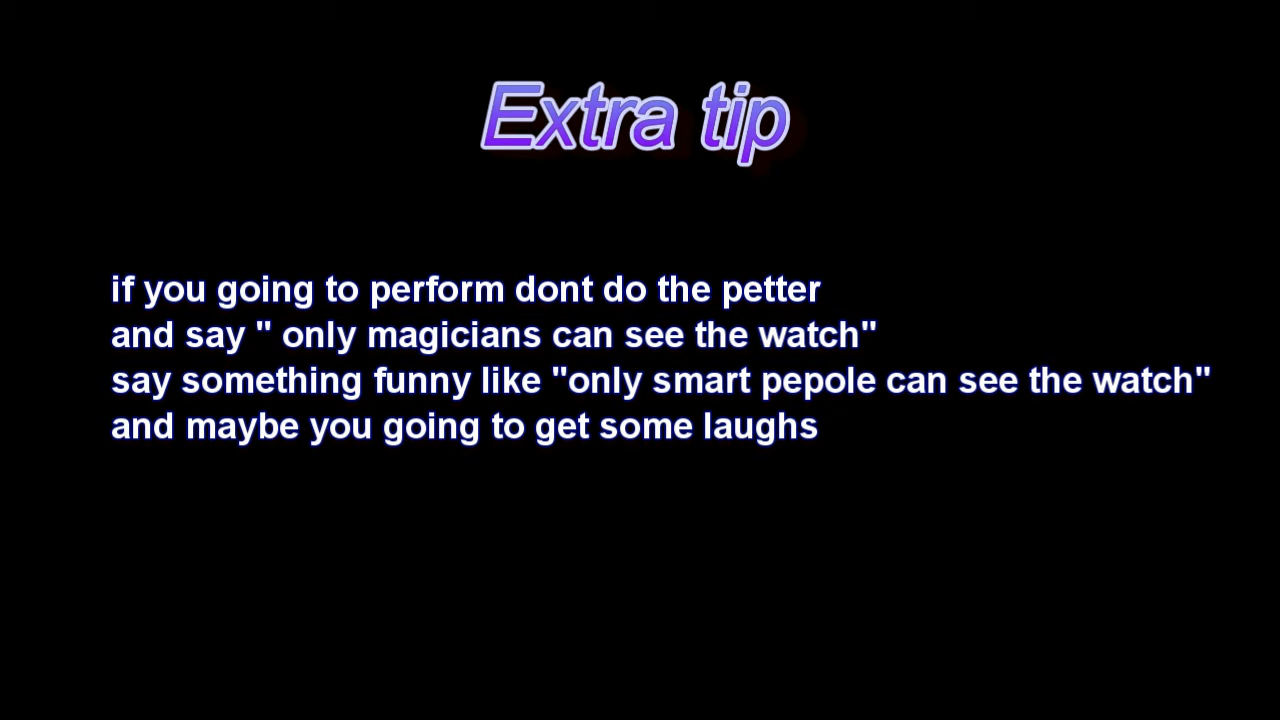 Extra tip
if you going to perform dont do the petter
and say " only magicians can see the watch"
say something funny like "only smart pepole can see the watch"
and maybe you going to get some laughs